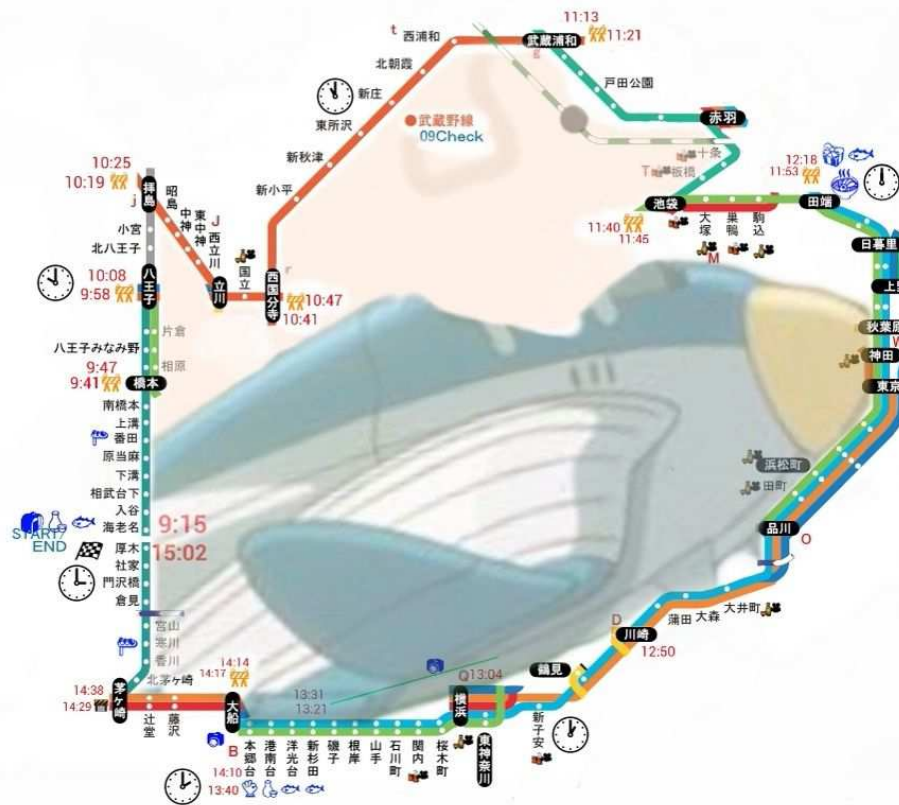 11:13
11:21
t
西浦和
武蔵浦和
g
北朝霞
戸田公園
新庄
東所沢
武蔵野線
09Check
赤羽
新秋津
十条
T
板橋
12:18
11:53
10:25
10:19
拝島
j
昭島
中神
東中神
J
西立川
新小平
池袋
大塚
巣鴨
駒込
田端
11:40
11:45
M
小宮
北八王子
日暮里
10:08
9:58
八王子
立川
国立
西国分寺
r
10:47
10:41
秋葉原
W
神田
片倉
八王子みなみ野
相原
9:47
9:41
橋本
東京
南橋本
上溝
番田
原当麻
下溝
浜松町
田町
相武台下
入谷
海老名
9:15
品川
O
START/
END
15:02
厚木
社家
門沢橋
倉見
宮山
寒川
香川
D
川崎
12:50
蒲田
大森
大井町
鶴見
北茅ヶ崎
14:14
14:17
Q
13:04
14:38
14:29
茅ヶ崎
辻堂
藤沢
大船
13:31
13:21
横浜
東神奈川
新子安
B
本郷台
港南台
洋光台
新杉田
磯子
根岸
山手
石川町
関内
桜木町
14:10
13:40